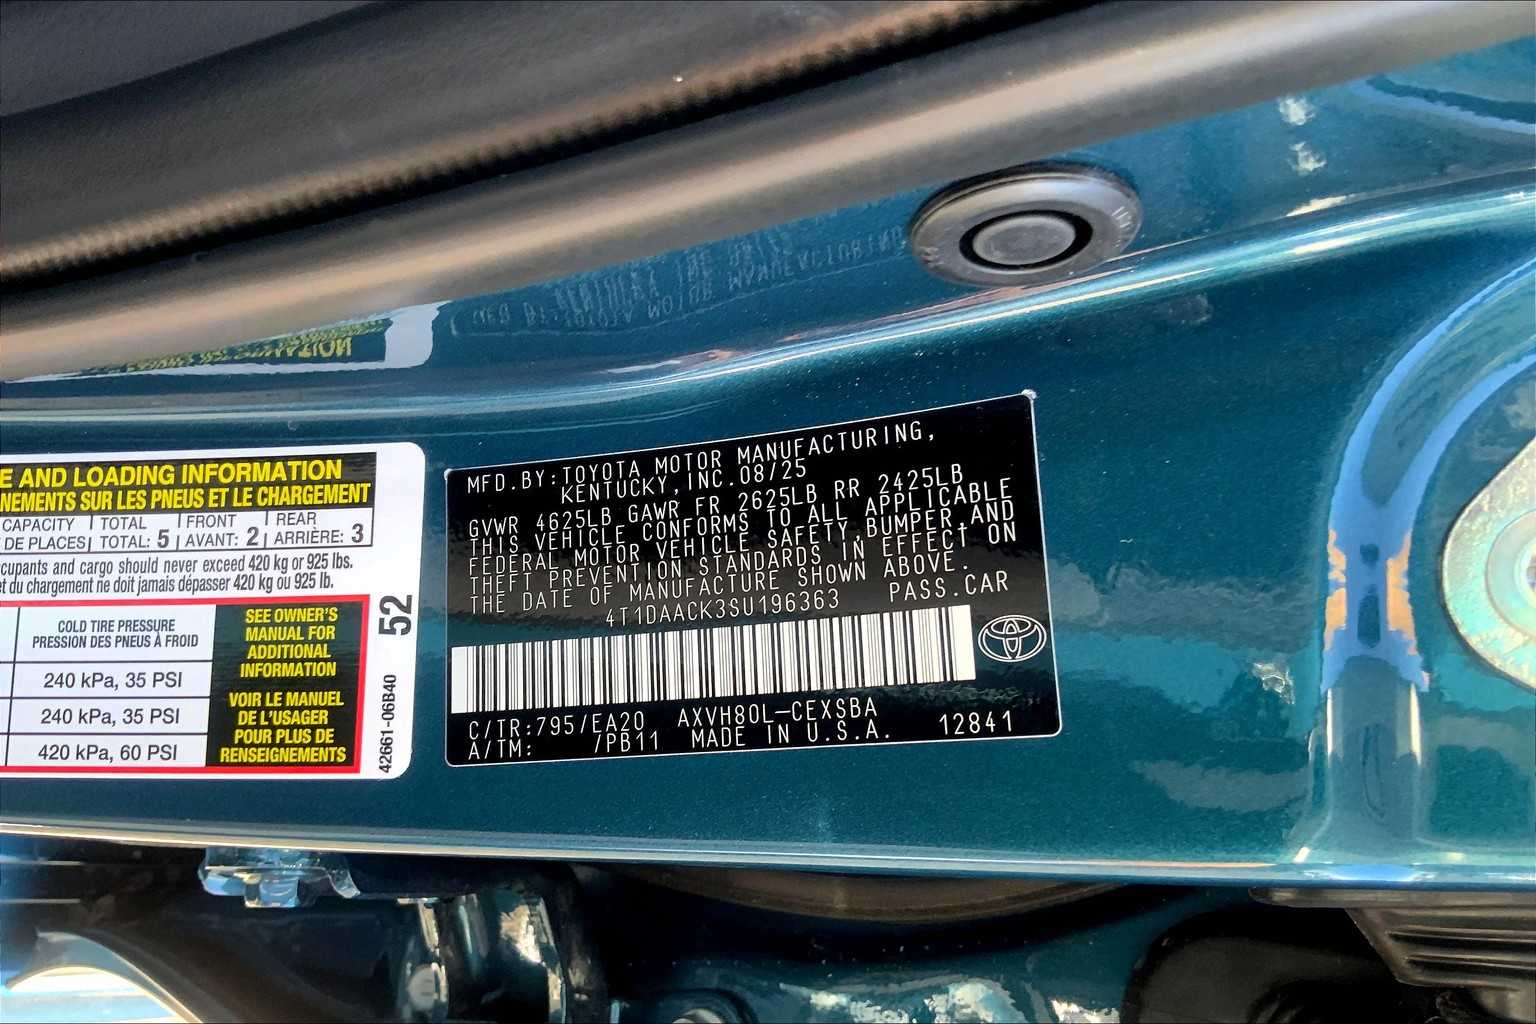 E AND LOADING INFORMATION
NEMENTS SUR LES PNEUS ET LE CHARGEMENT
CAPACITY TOTAL FRONT REAR
DE PLACES TOTAL: 5 AVANT: 2 ARRIÈRE: 3
cupants and cargo should never exceed 420 kg or 925 lbs.
et du chargement ne doit jamais dépasser 420 kg ou 925 lb.
COLD TIRE PRESSURE
PRESSION DES PNEUS À FROID
240 kPa, 35 PSI
240 kPa, 35 PSI
420 kPa, 60 PSI
SEE OWNER'S
MANUAL FOR
ADDITIONAL
INFORMATION
VOIR LE MANUEL
DE L'USAGER
POUR PLUS DE
RENSEIGNEMENTS
52
42661-06B40
MFD.BY:TOYOTA MOTOR MANUFACTURING,
KENTUCKY, INC.08/25
GVWR 4625LB GAWR FR 2625LB RR 2425LB
THIS VEHICLE CONFORMS TO ALL APPLICABLE
FEDERAL MOTOR VEHICLE SAFETY,BUMPER,AND
THEFT PREVENTION STANDARDS IN EFFECT ON
THE DATE OF MANUFACTURE SHOWN ABOVE.
4T1DAACK3SU196363 PASS.CAR
C/TR:795/EA20 AXVH80L-CEXSBA
A/TM: /PB11 MADE IN U.S.A. 12841